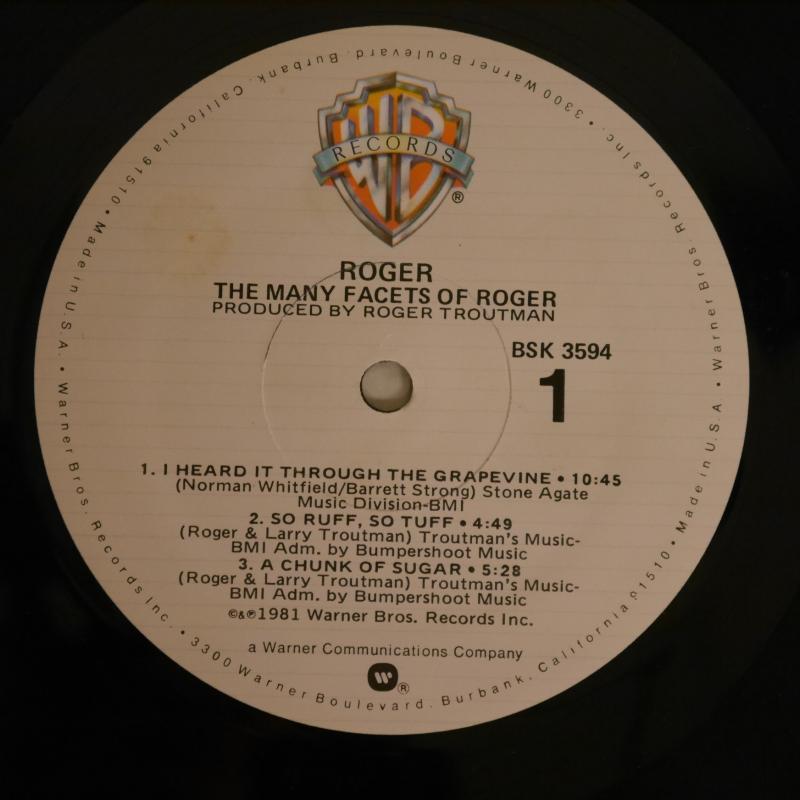 3300 Warner Boulevard. Burbank. California 91510 • Made in U.S.A. • Warner Bros. Records Inc. • 3300 Warner Boulevard. Burbank. California 91510 • Made in U.S.A. • Warner Bros. Records Inc. •
WB
RECORDS
®
ROGER
THE MANY FACETS OF ROGER
PRODUCED BY ROGER TROUTMAN
BSK 3594
1
1. I HEARD IT THROUGH THE GRAPEVINE • 10:45
(Norman Whitfield/Barrett Strong) Stone Agate
Music Division-BMI
2. SO RUFF, SO TUFF • 4:49
(Roger & Larry Troutman) Troutman's Music-
BMI Adm. by Bumpershoot Music
3. A CHUNK OF SUGAR • 5:28
(Roger & Larry Troutman) Troutman's Music-
BMI Adm. by Bumpershoot Music
©&℗1981 Warner Bros. Records Inc.
a Warner Communications Company
®